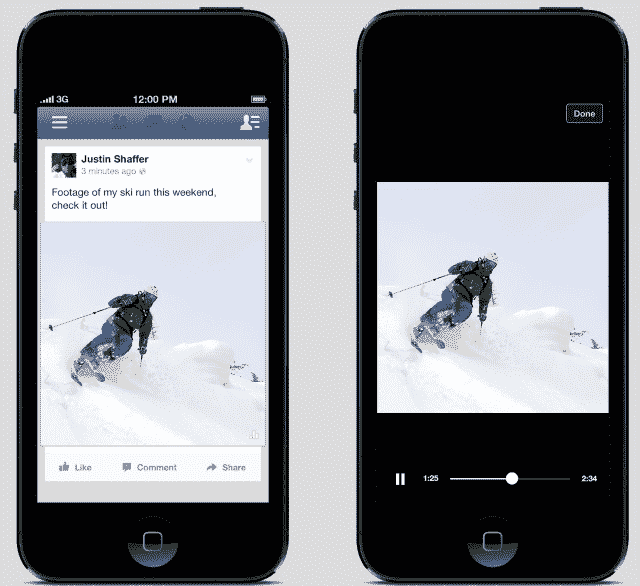 3G
12:00 PM
Justin Shaffer
3 minutes ago
Footage of my ski run this weekend,
check it out!
Like
Comment
Share
Done
1:25
2:34